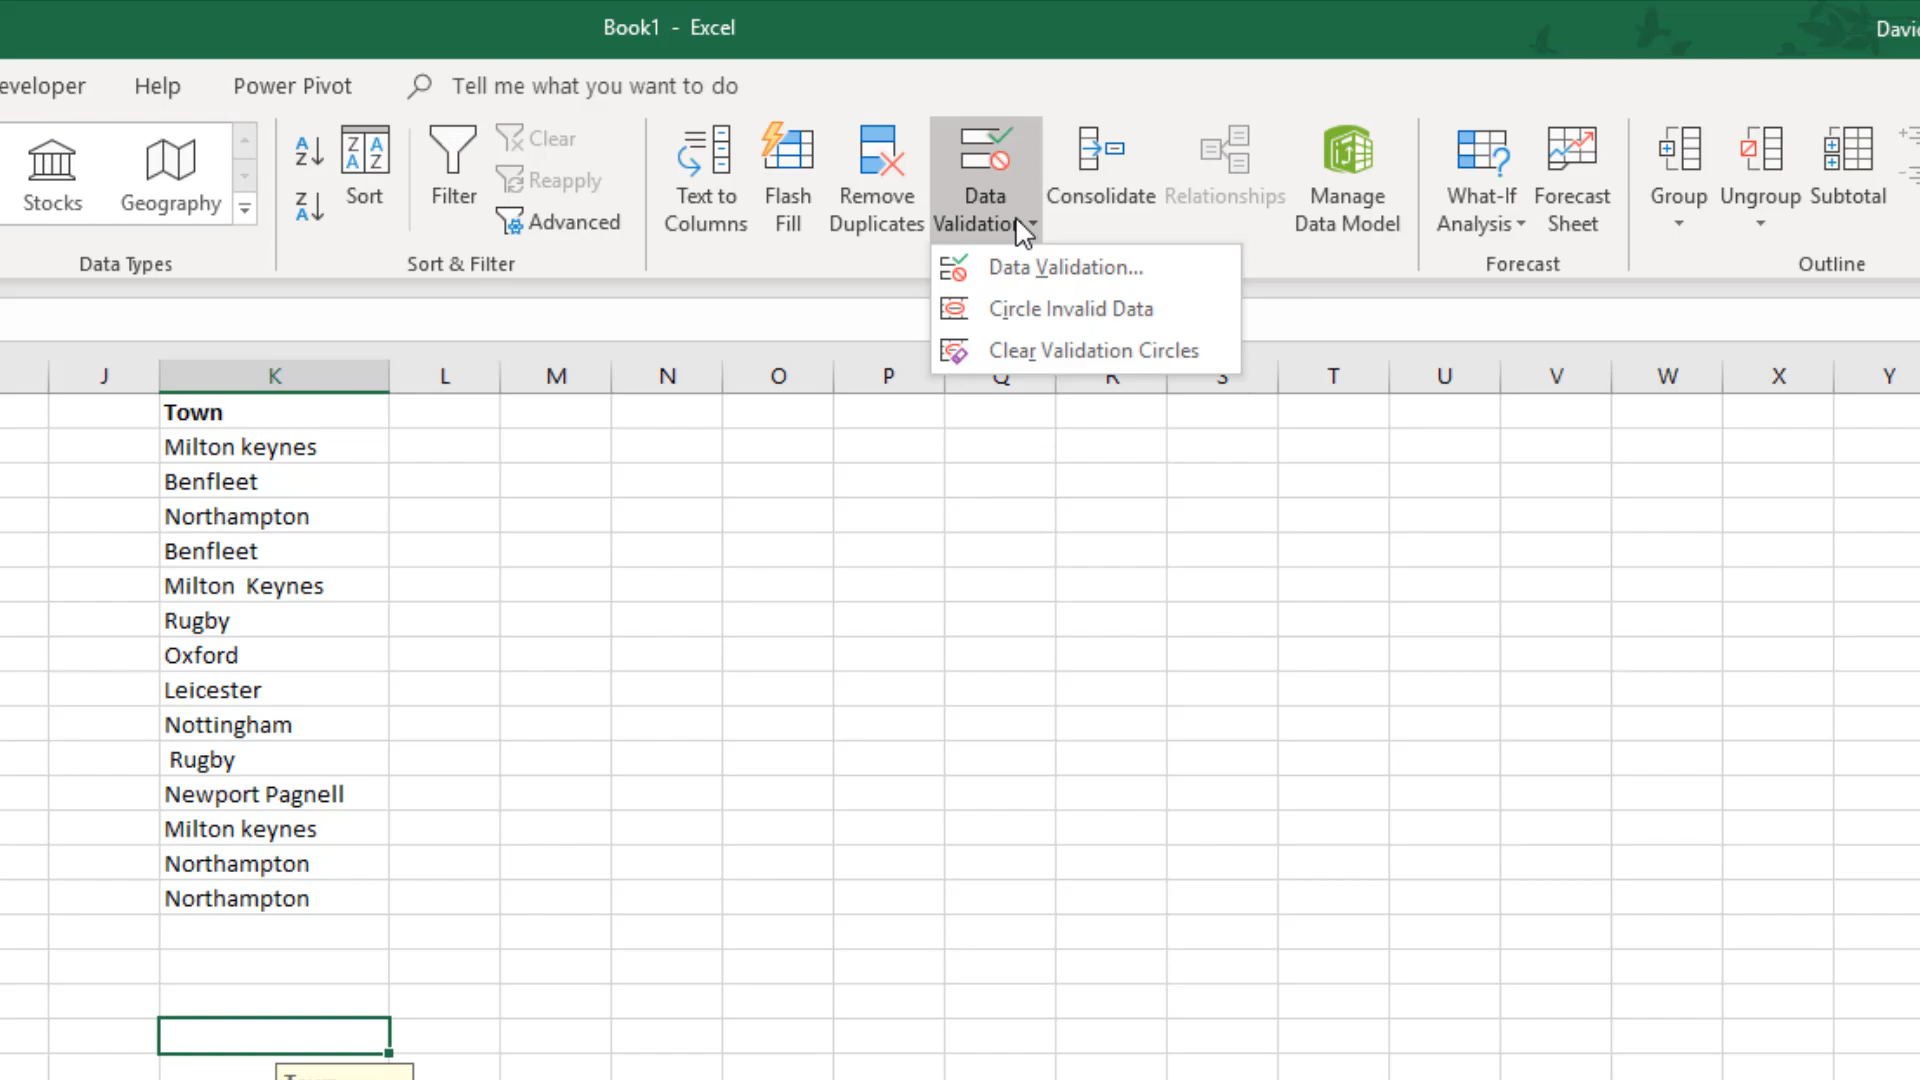 Book1 - Excel
Help
Power Pivot
Tell me what you want to do
Stocks
Geography
Sort
Filter
Clear
Reapply
Advanced
Text to
Columns
Flash
Fill
Remove
Duplicates
Data
Validation
Consolidate
Relationships
Manage
Data Model
What-If
Analysis
Forecast
Sheet
Group
Ungroup
Subtotal
Data Types
Sort & Filter
Forecast
Outline
Data Validation...
Circle Invalid Data
Clear Validation Circles
J K L M N O P Q R S T U V W X Y
Town
Milton keynes
Benfleet
Northampton
Benfleet
Milton  Keynes
Rugby
Oxford
Leicester
Nottingham
Rugby
Newport Pagnell
Milton keynes
Northampton
Northampton